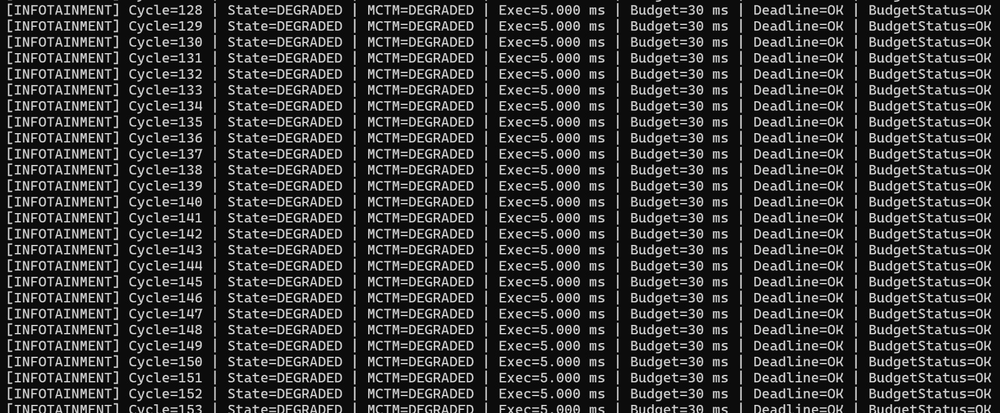 [INFOTAINMENT] Cycle=128 | State=DEGRADED | MCTM=DEGRADED | Exec=5.000 ms | Budget=30 ms | Deadline=OK | BudgetStatus=OK
[INFOTAINMENT] Cycle=129 | State=DEGRADED | MCTM=DEGRADED | Exec=5.000 ms | Budget=30 ms | Deadline=OK | BudgetStatus=OK
[INFOTAINMENT] Cycle=130 | State=DEGRADED | MCTM=DEGRADED | Exec=5.000 ms | Budget=30 ms | Deadline=OK | BudgetStatus=OK
[INFOTAINMENT] Cycle=131 | State=DEGRADED | MCTM=DEGRADED | Exec=5.000 ms | Budget=30 ms | Deadline=OK | BudgetStatus=OK
[INFOTAINMENT] Cycle=132 | State=DEGRADED | MCTM=DEGRADED | Exec=5.000 ms | Budget=30 ms | Deadline=OK | BudgetStatus=OK
[INFOTAINMENT] Cycle=133 | State=DEGRADED | MCTM=DEGRADED | Exec=5.000 ms | Budget=30 ms | Deadline=OK | BudgetStatus=OK
[INFOTAINMENT] Cycle=134 | State=DEGRADED | MCTM=DEGRADED | Exec=5.000 ms | Budget=30 ms | Deadline=OK | BudgetStatus=OK
[INFOTAINMENT] Cycle=135 | State=DEGRADED | MCTM=DEGRADED | Exec=5.000 ms | Budget=30 ms | Deadline=OK | BudgetStatus=OK
[INFOTAINMENT] Cycle=136 | State=DEGRADED | MCTM=DEGRADED | Exec=5.000 ms | Budget=30 ms | Deadline=OK | BudgetStatus=OK
[INFOTAINMENT] Cycle=137 | State=DEGRADED | MCTM=DEGRADED | Exec=5.000 ms | Budget=30 ms | Deadline=OK | BudgetStatus=OK
[INFOTAINMENT] Cycle=138 | State=DEGRADED | MCTM=DEGRADED | Exec=5.000 ms | Budget=30 ms | Deadline=OK | BudgetStatus=OK
[INFOTAINMENT] Cycle=139 | State=DEGRADED | MCTM=DEGRADED | Exec=5.000 ms | Budget=30 ms | Deadline=OK | BudgetStatus=OK
[INFOTAINMENT] Cycle=140 | State=DEGRADED | MCTM=DEGRADED | Exec=5.000 ms | Budget=30 ms | Deadline=OK | BudgetStatus=OK
[INFOTAINMENT] Cycle=141 | State=DEGRADED | MCTM=DEGRADED | Exec=5.000 ms | Budget=30 ms | Deadline=OK | BudgetStatus=OK
[INFOTAINMENT] Cycle=142 | State=DEGRADED | MCTM=DEGRADED | Exec=5.000 ms | Budget=30 ms | Deadline=OK | BudgetStatus=OK
[INFOTAINMENT] Cycle=143 | State=DEGRADED | MCTM=DEGRADED | Exec=5.000 ms | Budget=30 ms | Deadline=OK | BudgetStatus=OK
[INFOTAINMENT] Cycle=144 | State=DEGRADED | MCTM=DEGRADED | Exec=5.000 ms | Budget=30 ms | Deadline=OK | BudgetStatus=OK
[INFOTAINMENT] Cycle=145 | State=DEGRADED | MCTM=DEGRADED | Exec=5.000 ms | Budget=30 ms | Deadline=OK | BudgetStatus=OK
[INFOTAINMENT] Cycle=146 | State=DEGRADED | MCTM=DEGRADED | Exec=5.000 ms | Budget=30 ms | Deadline=OK | BudgetStatus=OK
[INFOTAINMENT] Cycle=147 | State=DEGRADED | MCTM=DEGRADED | Exec=5.000 ms | Budget=30 ms | Deadline=OK | BudgetStatus=OK
[INFOTAINMENT] Cycle=148 | State=DEGRADED | MCTM=DEGRADED | Exec=5.000 ms | Budget=30 ms | Deadline=OK | BudgetStatus=OK
[INFOTAINMENT] Cycle=149 | State=DEGRADED | MCTM=DEGRADED | Exec=5.000 ms | Budget=30 ms | Deadline=OK | BudgetStatus=OK
[INFOTAINMENT] Cycle=150 | State=DEGRADED | MCTM=DEGRADED | Exec=5.000 ms | Budget=30 ms | Deadline=OK | BudgetStatus=OK
[INFOTAINMENT] Cycle=151 | State=DEGRADED | MCTM=DEGRADED | Exec=5.000 ms | Budget=30 ms | Deadline=OK | BudgetStatus=OK
[INFOTAINMENT] Cycle=152 | State=DEGRADED | MCTM=DEGRADED | Exec=5.000 ms | Budget=30 ms | Deadline=OK | BudgetStatus=OK
[INFOTAINMENT] Cycle=153 | State=DEGRADED | MCTM=DEGRADED | Exec=5.000 ms | Budget=30 ms | Deadline=OK | BudgetStatus=OK